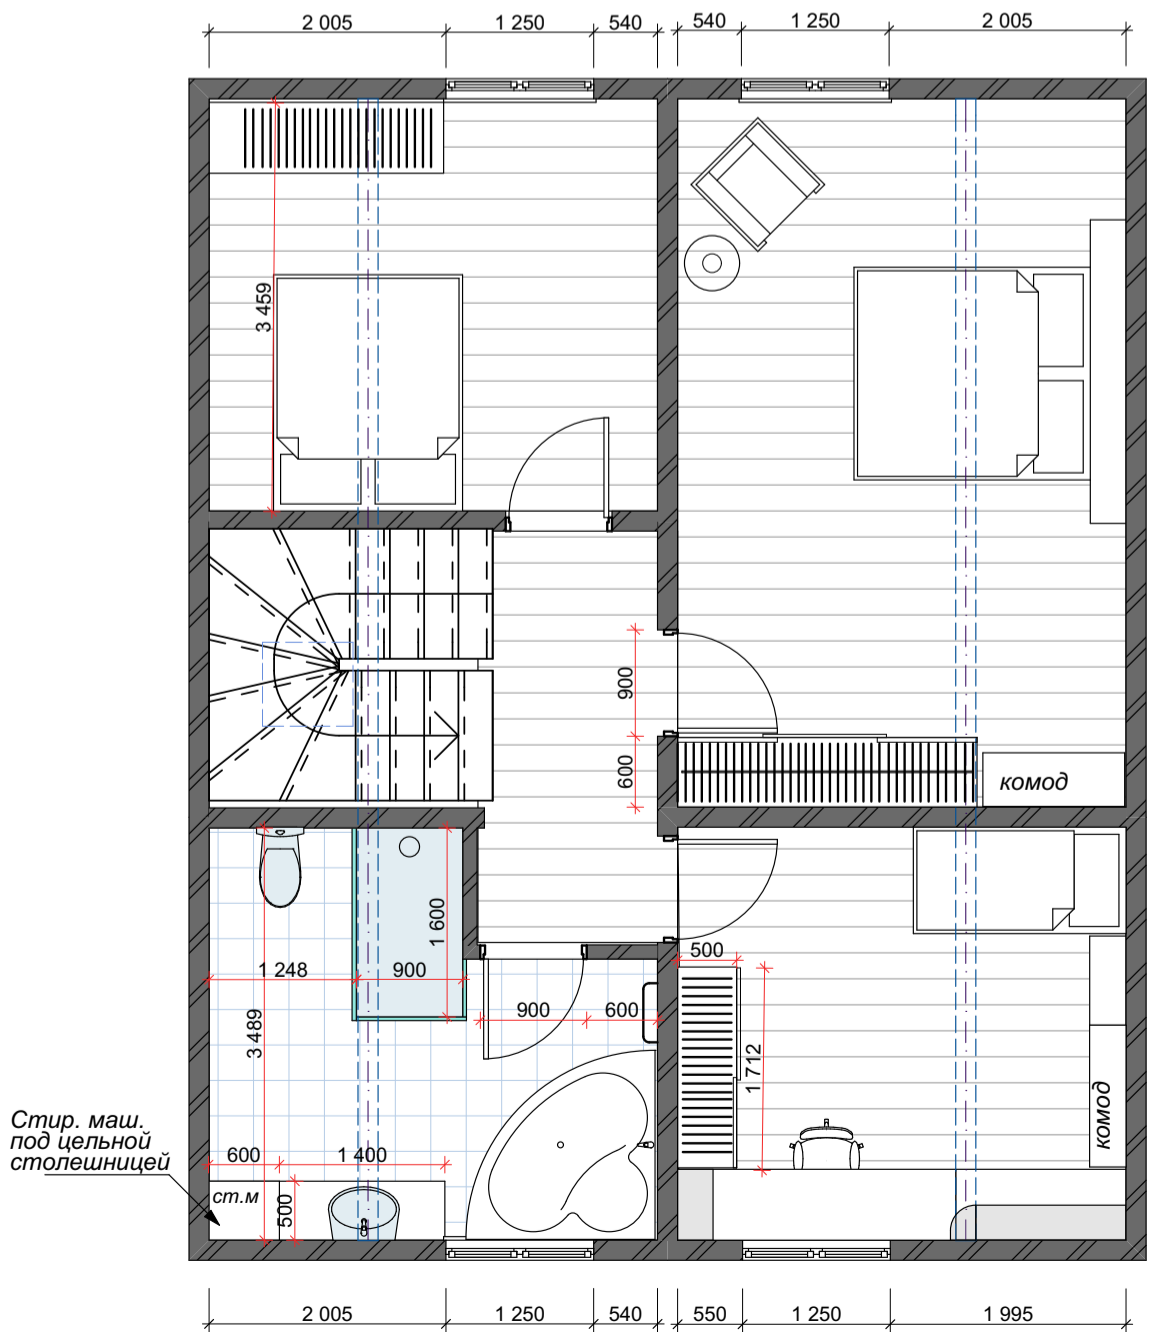 2 005 1 250 540 540 1 250 2 005
3 459
900
600
комод
1 600
500
1 248 900
900 600
3 489
1 712
комод
Стир. маш.
под цельной
столешницей
600 1 400
ст.м
500
2 005 1 250 540 550 1 250 1 995